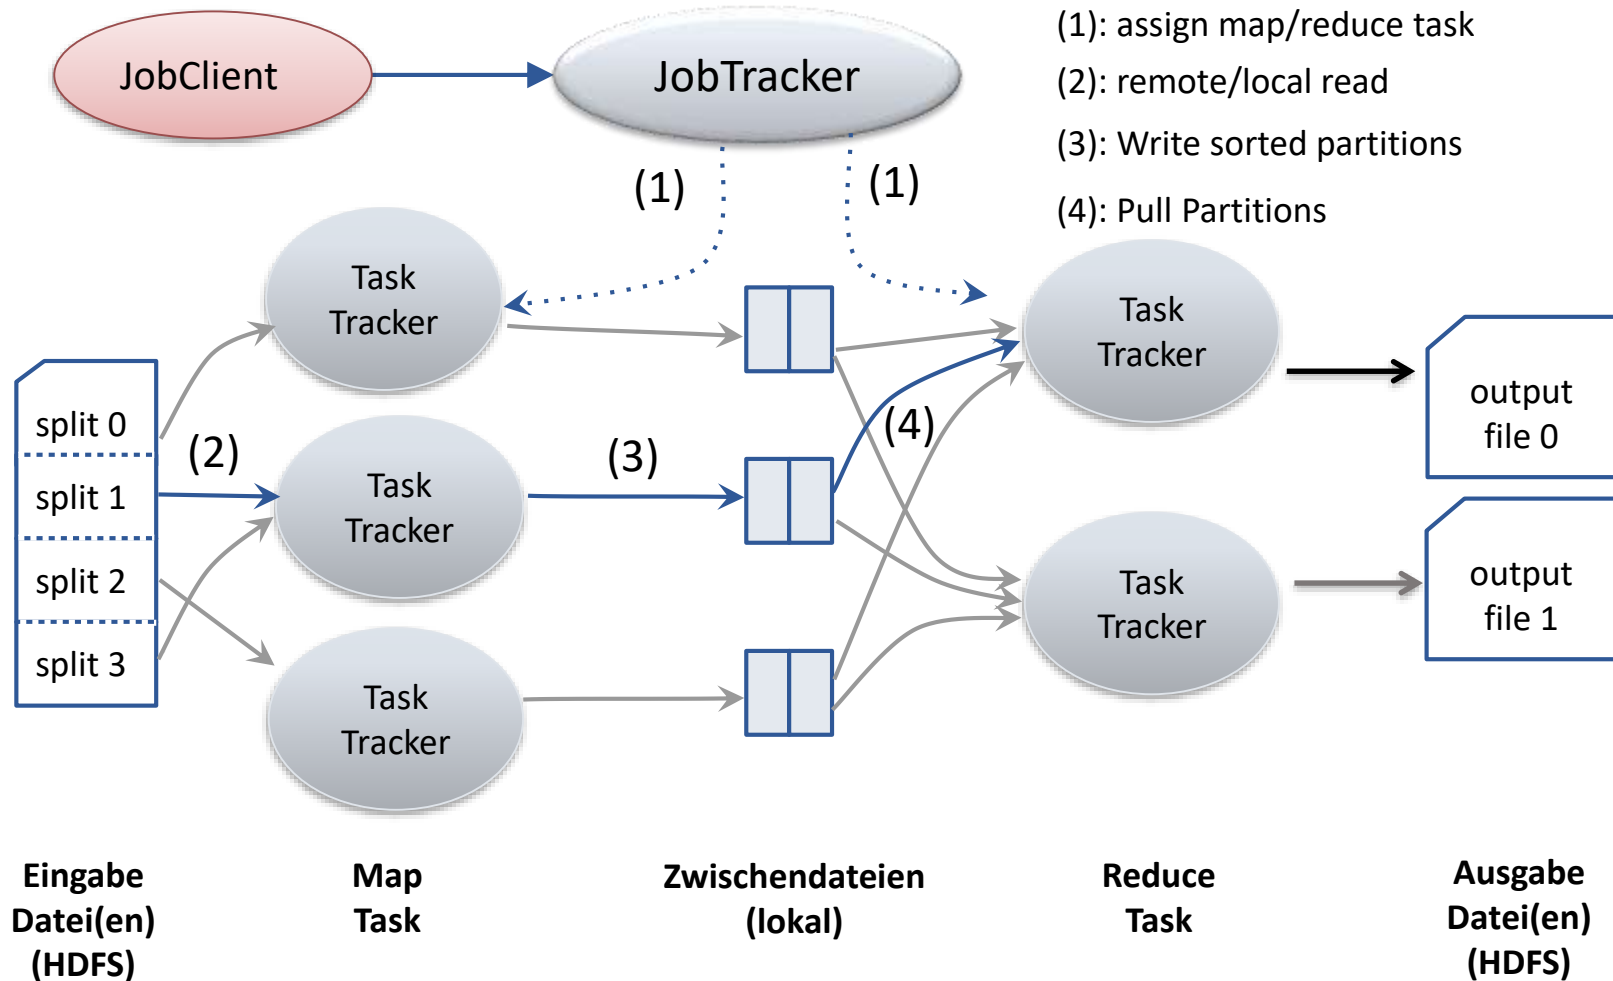 JobClient
JobTracker
(1): assign map/reduce task
(2): remote/local read
(3): Write sorted partitions
(4): Pull Partitions
(1)
(1)
Task
Tracker
Task
Tracker
split 0
split 1
split 2
split 3
(2)
Task
Tracker
(3)
(4)
output
file 0
Task
Tracker
Task
Tracker
output
file 1
Eingabe
Datei(en)
(HDFS)
Map
Task
Zwischendateien
(lokal)
Reduce
Task
Ausgabe
Datei(en)
(HDFS)